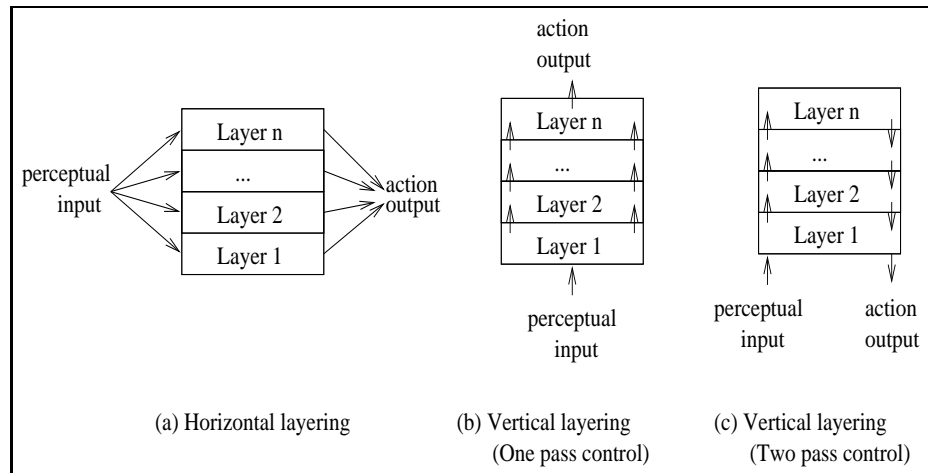 perceptual
input
Layer n
...
Layer 2
Layer 1
action
output
(a) Horizontal layering
action
output
Layer n
...
Layer 2
Layer 1
perceptual
input
(b) Vertical layering
(One pass control)
Layer n
...
Layer 2
Layer 1
perceptual
input
action
output
(c) Vertical layering
(Two pass control)